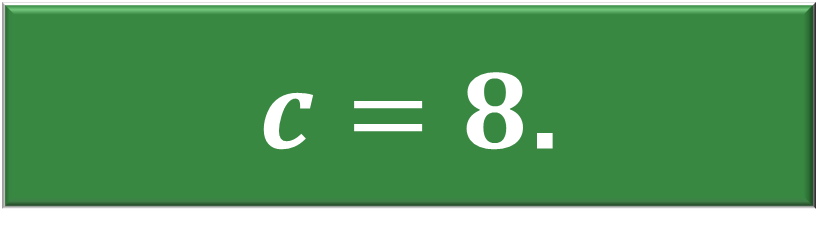 c = 8.